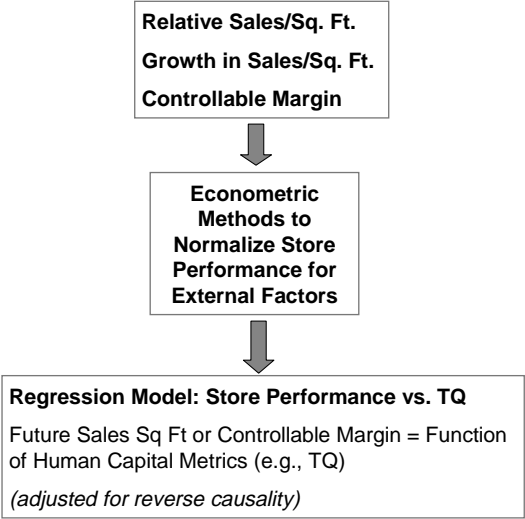 Relative Sales/Sq. Ft.
Growth in Sales/Sq. Ft.
Controllable Margin
Econometric
Methods to
Normalize Store
Performance for
External Factors
Regression Model: Store Performance vs. TQ
Future Sales Sq Ft or Controllable Margin = Function
of Human Capital Metrics (e.g., TQ)
(adjusted for reverse causality)